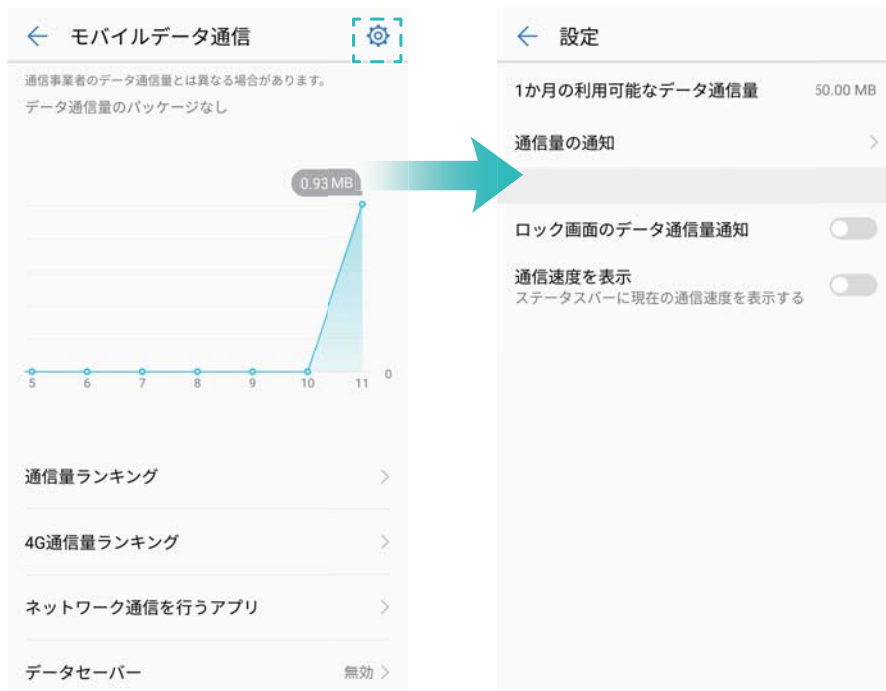 モバイルデータ通信
通信事業者のデータ通信量とは異なる場合があります。
データ通信量のパッケージなし
0.93 MB
0
5 6 7 8 9 10 11
通信量ランキング
4G通信量ランキング
ネットワーク通信を行うアプリ
データセーバー 無効
設定
1か月の利用可能なデータ通信量 50.00 MB
通信量の通知
ロック画面のデータ通信量通知
通信速度を表示
ステータスバーに現在の通信速度を表示する